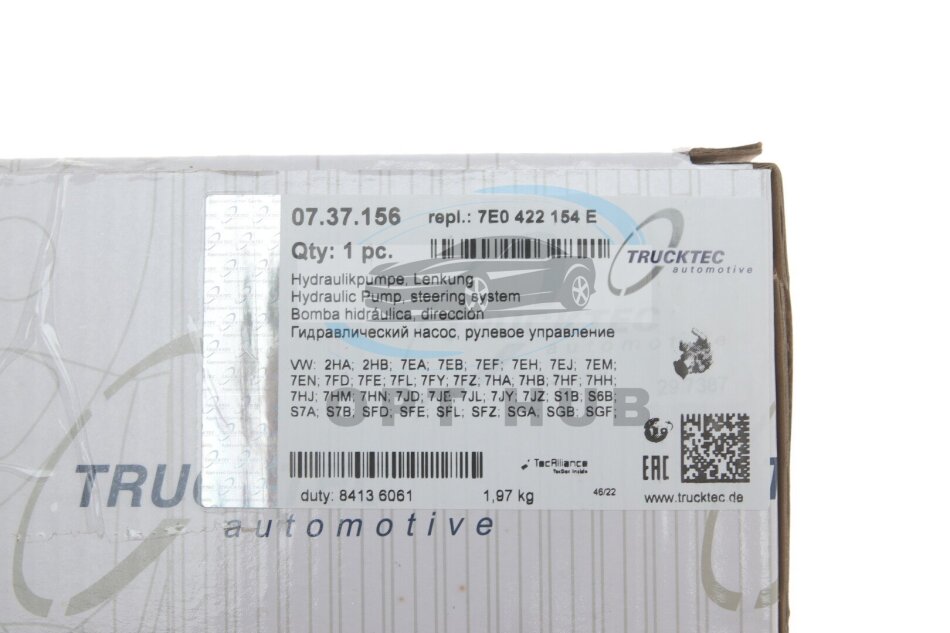 07.37.156 repl.: 7E0 422 154 E
Qty: 1 pc.
TRUCKTEC
automotive
Hydraulikpumpe, Lenkung
Hydraulic Pump, steering system
Bomba hidráulica, dirección
Гидравлический насос, рулевое управление
VW: 2HA; 2HB; 7EA; 7EB; 7EF; 7EH; 7EJ; 7EM;
7EN; 7FD; 7FE; 7FL; 7FY; 7FZ; 7HA; 7HB; 7HF; 7HH;
7HJ; 7HM; 7HN; 7JD; 7JE; 7JL; 7JY; 7JZ; S1B; S6B;
S7A; S7B; SFD; SFE; SFL; SFZ; SGA; SGB; SGF;
OPT HUB
TecAlliance
TecDoc Inside
EAC
duty: 8413 6061 1,97 kg 46/22 www.trucktec.de
automotive